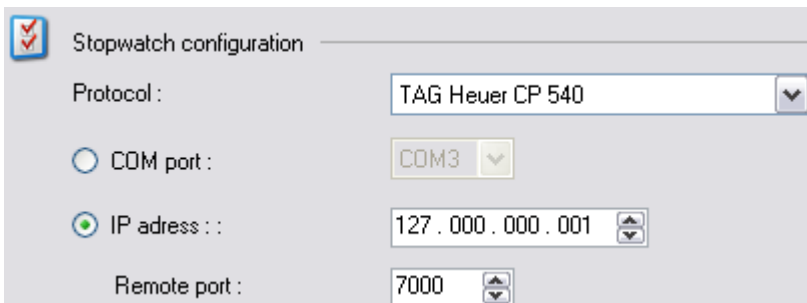 Stopwatch configuration
Protocol : TAG Heuer CP 540
COM port : COM3
IP adress : : 127 . 000 . 000 . 001
Remote port : 7000